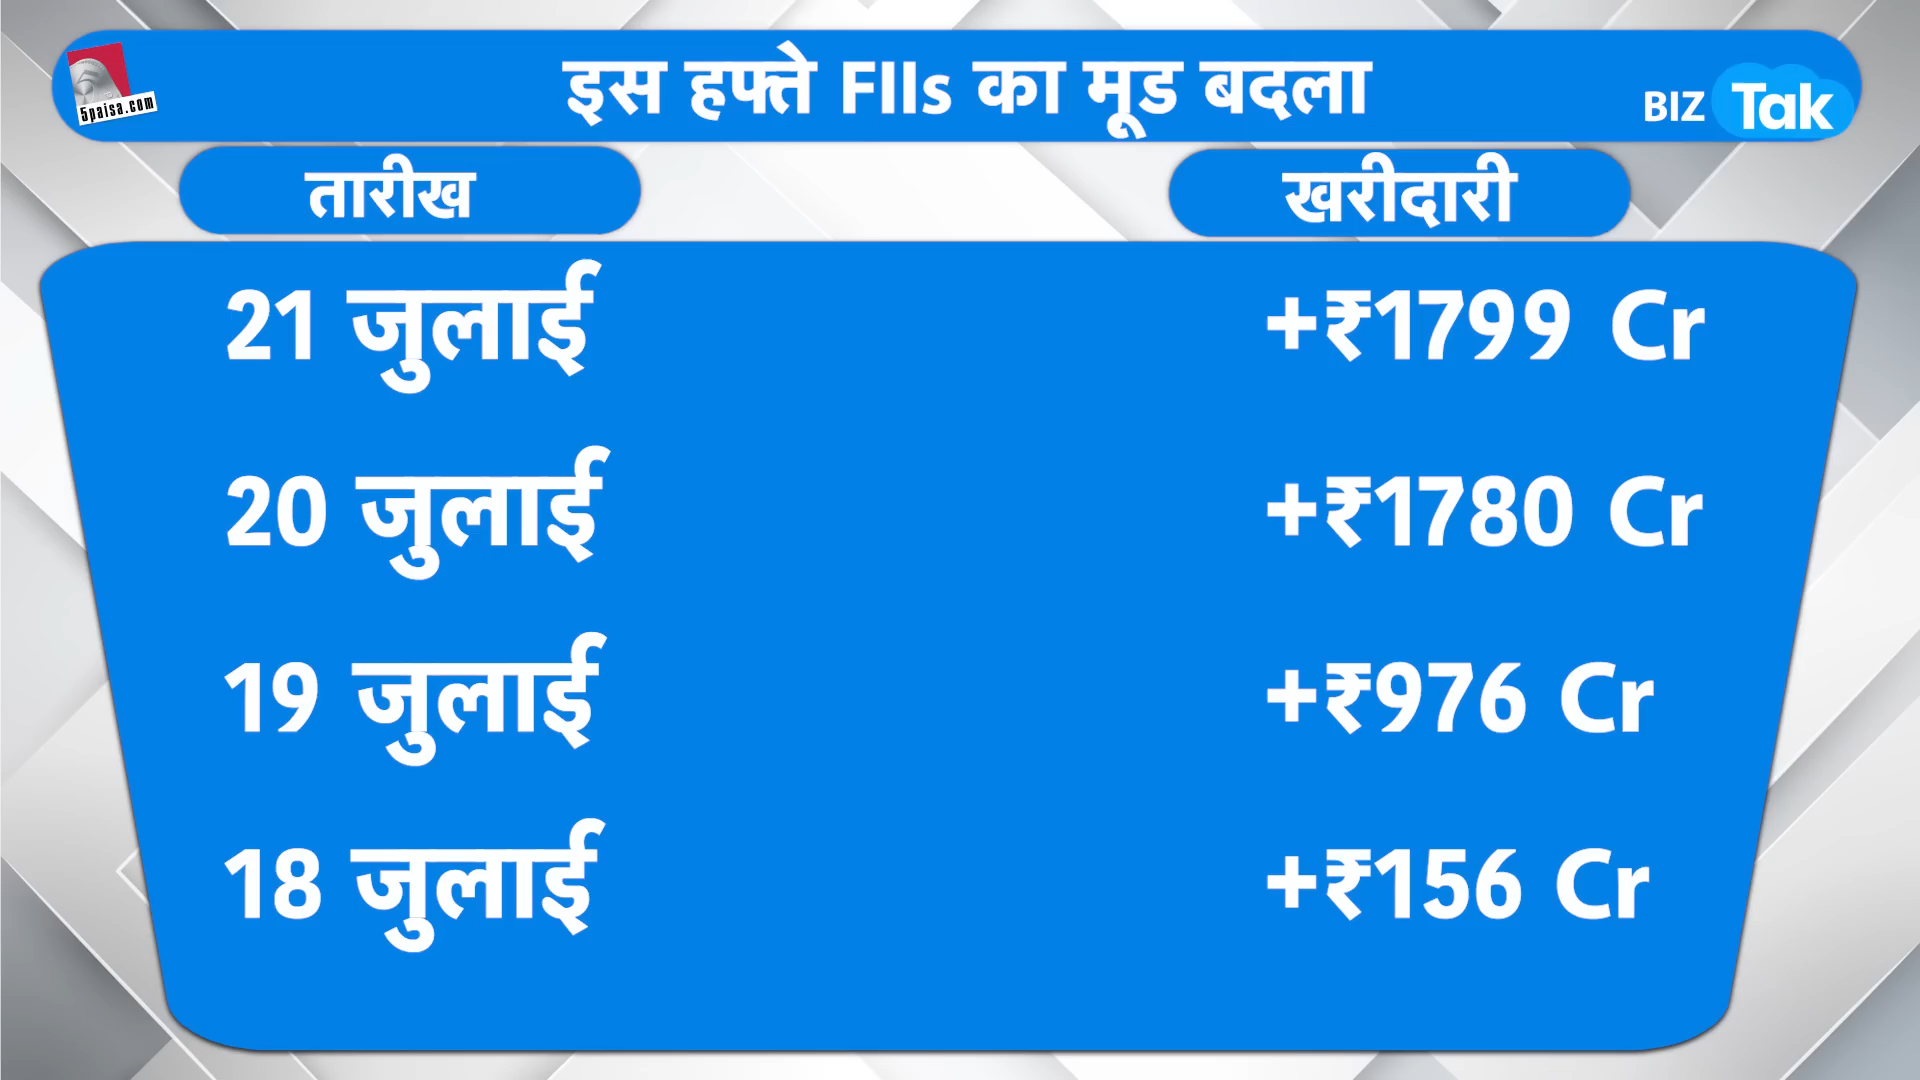 5paisa.com
इस हफ्ते FIIs का मूड बदला
BIZ Tak
तारीख खरीदारी
21 जुलाई +₹1799 Cr
20 जुलाई +₹1780 Cr
19 जुलाई +₹976 Cr
18 जुलाई +₹156 Cr